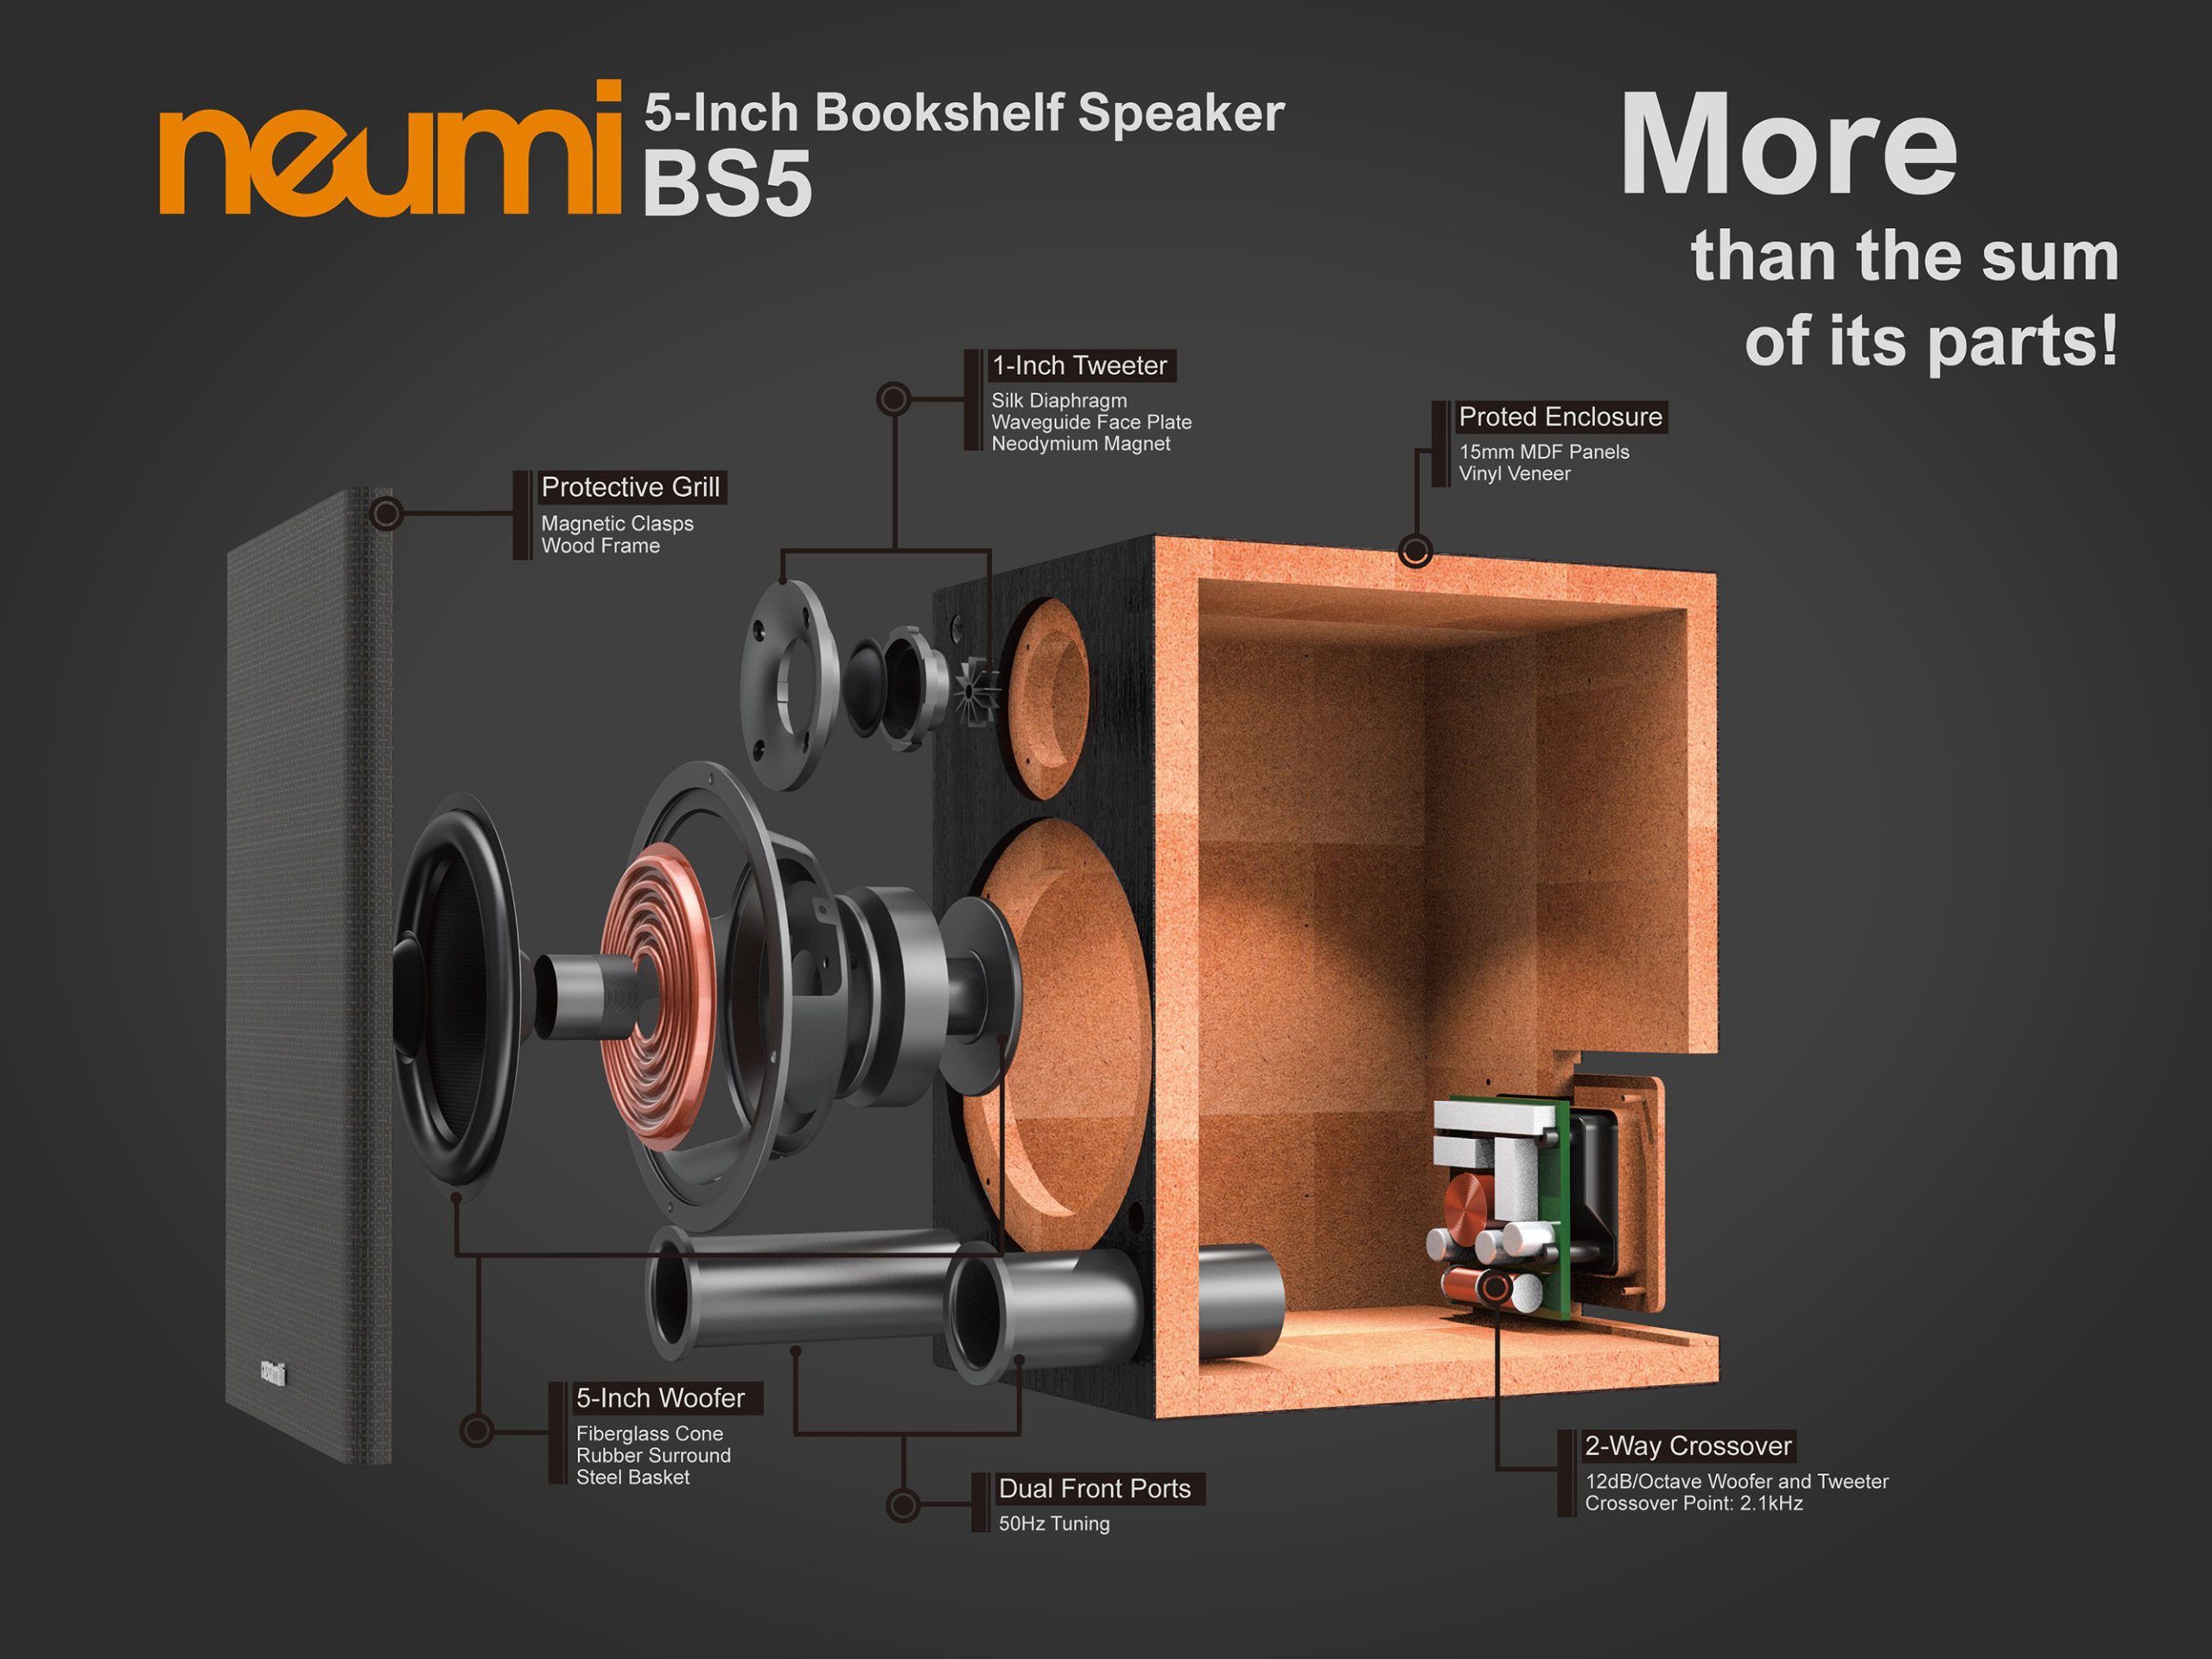 neumi
5-Inch Bookshelf Speaker
BS5
More
than the sum
of its parts!
1-Inch Tweeter
Silk Diaphragm
Waveguide Face Plate
Neodymium Magnet
Proted Enclosure
15mm MDF Panels
Vinyl Veneer
Protective Grill
Magnetic Clasps
Wood Frame
neumi
5-Inch Woofer
Fiberglass Cone
Rubber Surround
Steel Basket
Dual Front Ports
50Hz Tuning
2-Way Crossover
12dB/Octave Woofer and Tweeter
Crossover Point: 2.1kHz